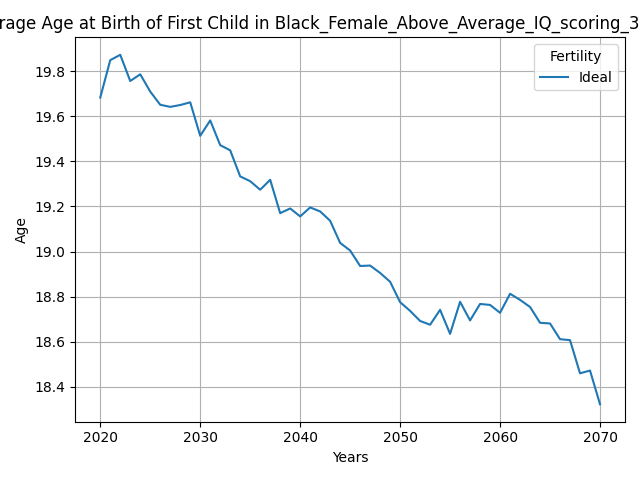 rage Age at Birth of First Child in Black_Female_Above_Average_IQ_scoring_3
Fertility
Ideal
19.8
19.6
19.4
19.2
19.0
18.8
18.6
18.4
Age
2020 2030 2040 2050 2060 2070
Years